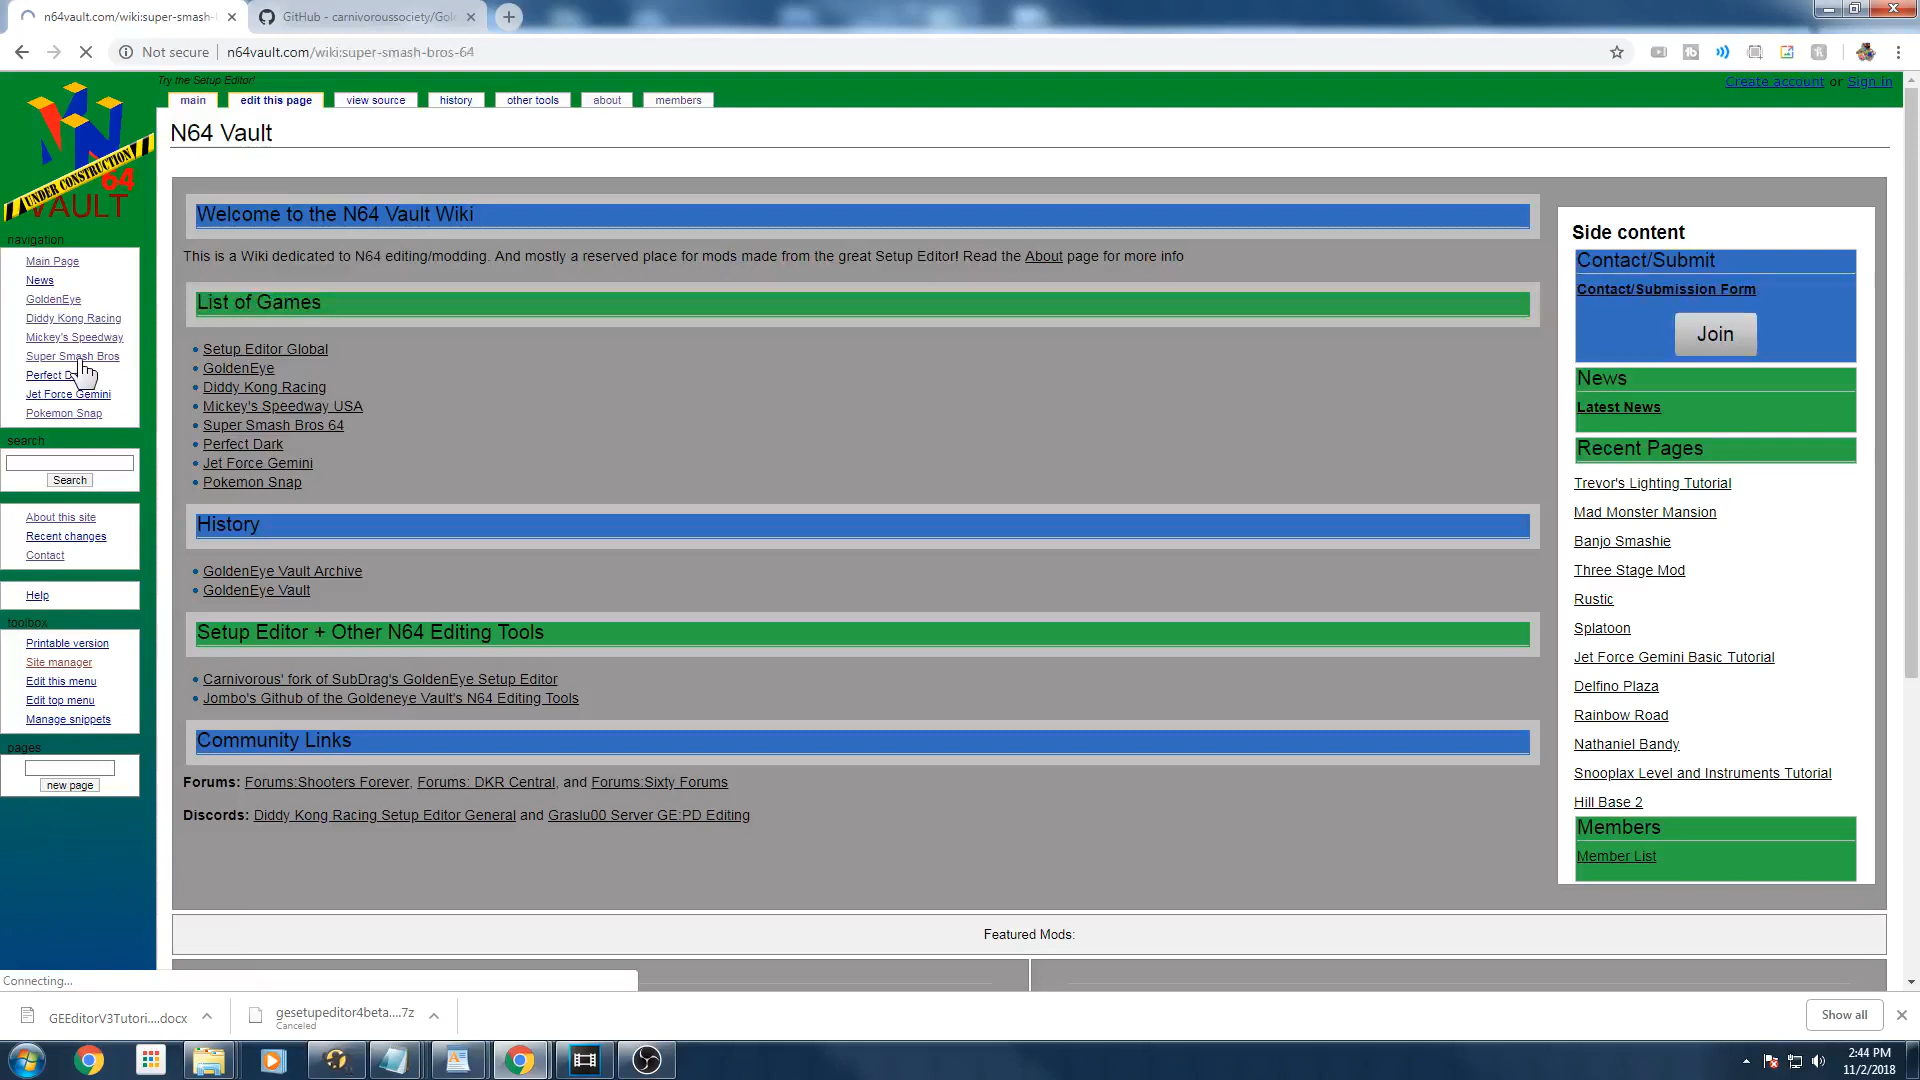 n64vault.com/wiki:super-smash-
GitHub - carnivoroussociety/Gol
Not secure
n64vault.com/wiki:super-smash-bros-64
Try the Setup Editor!
Create account or Sign in
main
edit this page
view source
history
other tools
about
members
UNDER CONSTRUCTION
64
VAULT
N64 Vault
navigation
Main Page
News
GoldenEye
Diddy Kong Racing
Mickey's Speedway
Super Smash Bros
Perfect D
Jet Force Gemini
Pokemon Snap
search
Search
About this site
Recent changes
Contact
Help
toolbox
Printable version
Site manager
Edit this menu
Edit top menu
Manage snippets
pages
new page
Welcome to the N64 Vault Wiki
This is a Wiki dedicated to N64 editing/modding. And mostly a reserved place for mods made from the great Setup Editor! Read the About page for more info
List of Games
Setup Editor Global
GoldenEye
Diddy Kong Racing
Mickey's Speedway USA
Super Smash Bros 64
Perfect Dark
Jet Force Gemini
Pokemon Snap
History
GoldenEye Vault Archive
GoldenEye Vault
Setup Editor + Other N64 Editing Tools
Carnivorous' fork of SubDrag's GoldenEye Setup Editor
Jombo's Github of the Goldeneye Vault's N64 Editing Tools
Community Links
Forums: Forums:Shooters Forever, Forums: DKR Central, and Forums:Sixty Forums
Discords: Diddy Kong Racing Setup Editor General and Graslu00 Server GE:PD Editing
Side content
Contact/Submit
Contact/Submission Form
Join
News
Latest News
Recent Pages
Trevor's Lighting Tutorial
Mad Monster Mansion
Banjo Smashie
Three Stage Mod
Rustic
Splatoon
Jet Force Gemini Basic Tutorial
Delfino Plaza
Rainbow Road
Nathaniel Bandy
Snooplax Level and Instruments Tutorial
Hill Base 2
Members
Member List
Featured Mods:
Connecting...
GEEditorV3Tutori....docx
gesetupeditor4beta....7z
Canceled
Show all
2:44 PM
11/2/2018